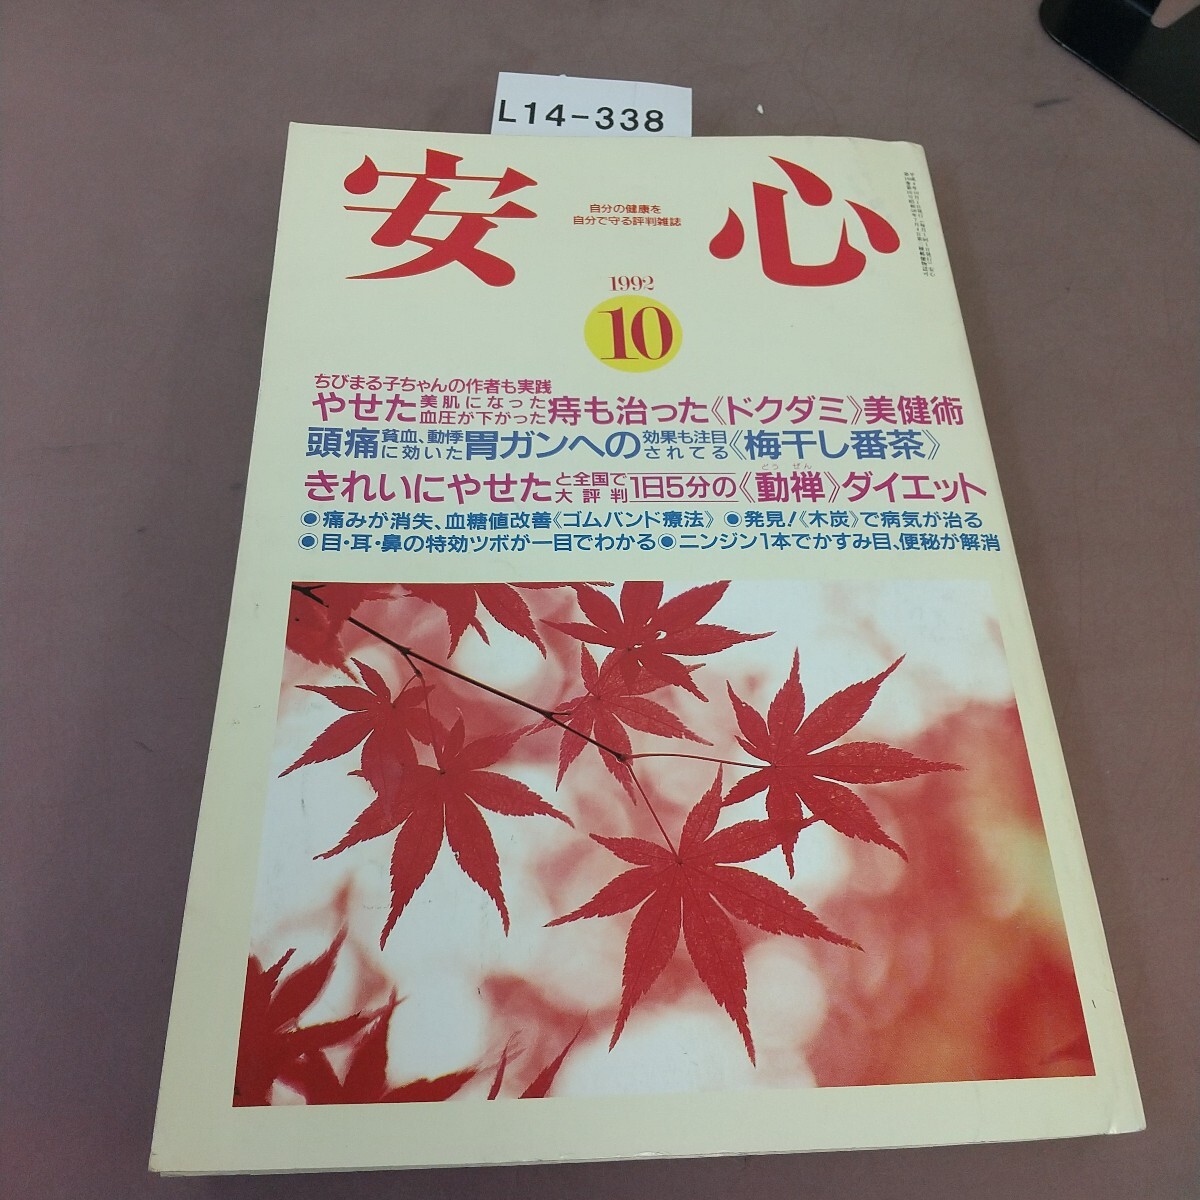 L14-338
安心
自分の健康を
自分で守る評判雑誌
1992
10
ちびまる子ちゃんの作者も実践
やせた美肌になった血圧が下がった痔も治った《ドクダミ》美健術
頭痛貧血、動悸に効いた胃ガンへの効果も注目されてる《梅干し番茶》
きれいにやせたと全国で大評判1日5分の《動禅》ダイエット
どうぜん
●痛みが消失、血糖値改善《ゴムバンド療法》●発見!《木炭》で病気が治る
●目・耳・鼻の特効ツボが一目でわかる●ニンジン1本でかすみ目、便秘が解消